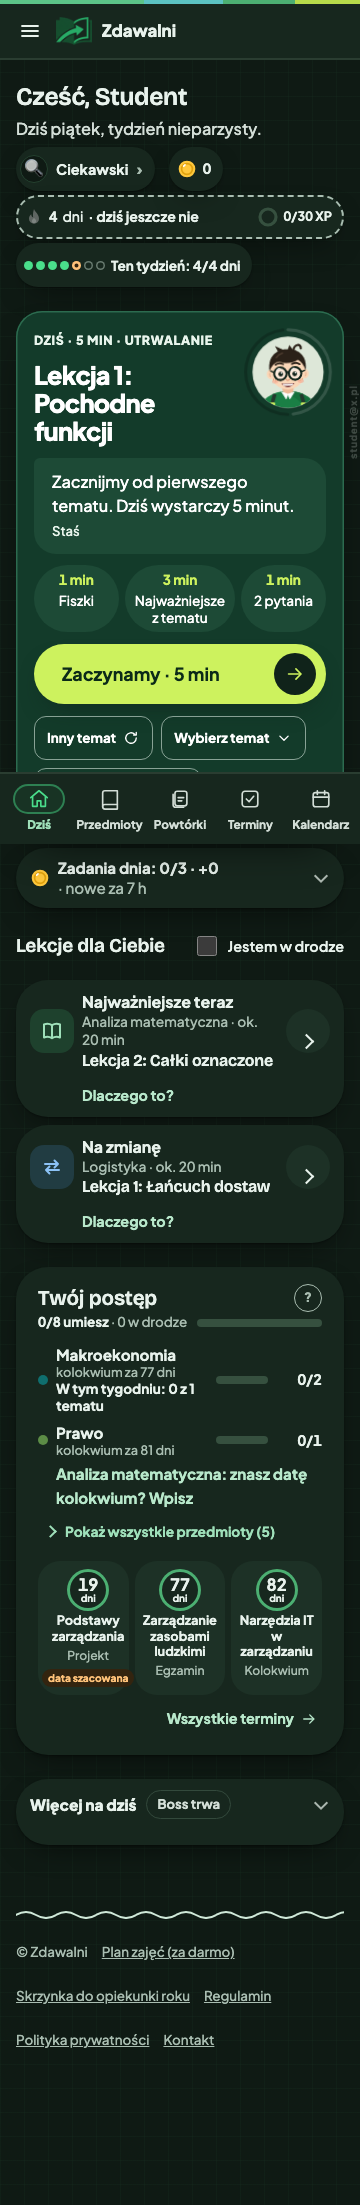 Zdawalni
Cześć, Student
Dziś piątek, tydzień nieparzysty.
Ciekawski ›
0
4 dni · dziś jeszcze nie
0/30 XP
Ten tydzień: 4/4 dni
DZIŚ · 5 MIN · UTRWALANIE
Lekcja 1:
Pochodne
funkcji
student@x.pl
Zacznijmy od pierwszego
tematu. Dziś wystarczy 5 minut.
Staś
1 min
Fiszki
3 min
Najważniejsze
z tematu
1 min
2 pytania
Zaczynamy · 5 min
Inny temat
Wybierz temat
Dziś
Przedmioty
Powtórki
Terminy
Kalendarz
Zadania dnia: 0/3 · +0
· nowe za 7 h
Lekcje dla Ciebie
Jestem w drodze
Najważniejsze teraz
Analiza matematyczna · ok.
20 min
Lekcja 2: Całki oznaczone
Dlaczego to?
Na zmianę
Logistyka · ok. 20 min
Lekcja 1: Łańcuch dostaw
Dlaczego to?
Twój postęp
?
0/8 umiesz · 0 w drodze
Makroekonomia
kolokwium za 77 dni
W tym tygodniu: 0 z 1
tematu
0/2
Prawo
kolokwium za 81 dni
0/1
Analiza matematyczna: znasz datę
kolokwium? Wpisz
Pokaż wszystkie przedmioty (5)
19
dni
Podstawy
zarządzania
Projekt
data szacowana
77
dni
Zarządzanie
zasobami
ludzkimi
Egzamin
82
dni
Narzędzia IT
w
zarządzaniu
Kolokwium
Wszystkie terminy →
Więcej na dziś
Boss trwa
© Zdawalni
Plan zajęć (za darmo)
Skrzynka do opiekunki roku
Regulamin
Polityka prywatności
Kontakt